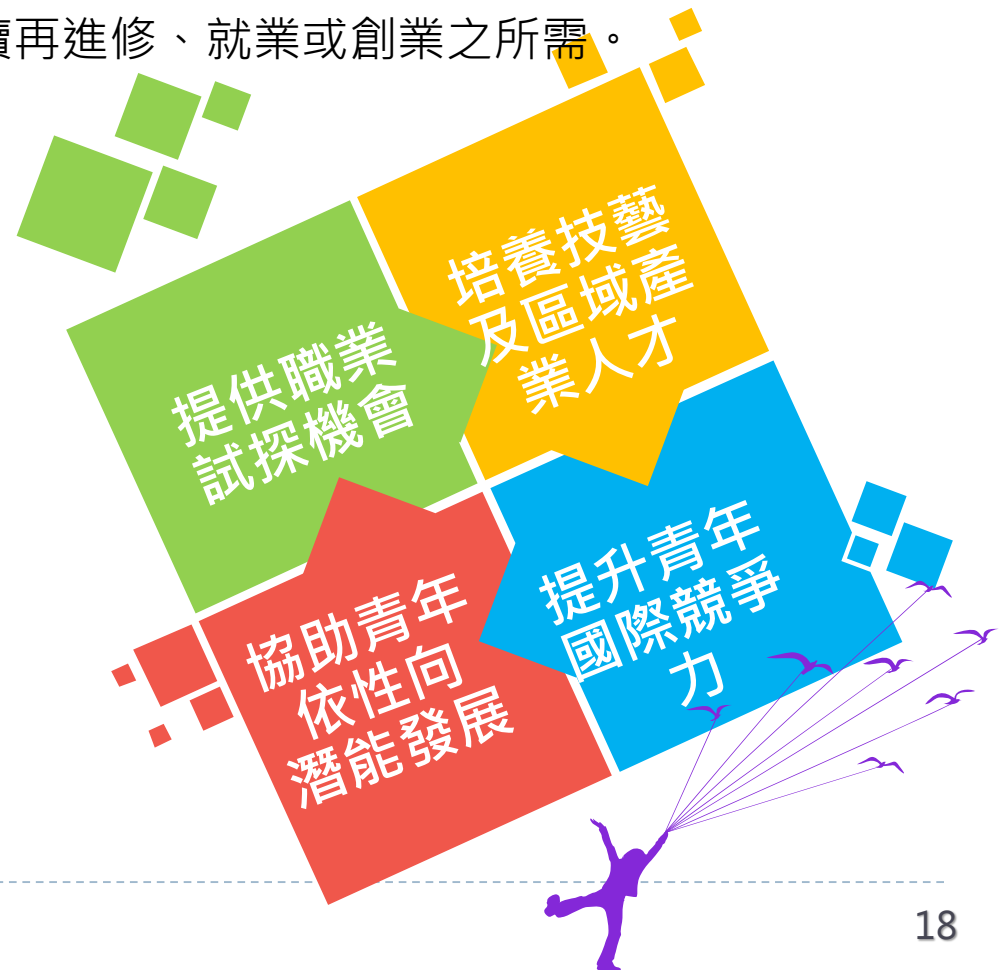 再進修、就業或創業之所需。
培養技藝
及區域產
業人才
提供職業
試探機會
提升青年
國際競爭
力
協助青年
依性向
潛能發展
18